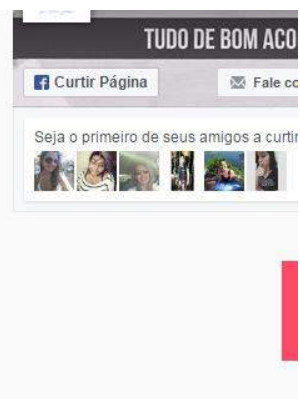 TUDO DE BOM ACO
Curtir Página
Fale co
Seja o primeiro de seus amigos a curtir